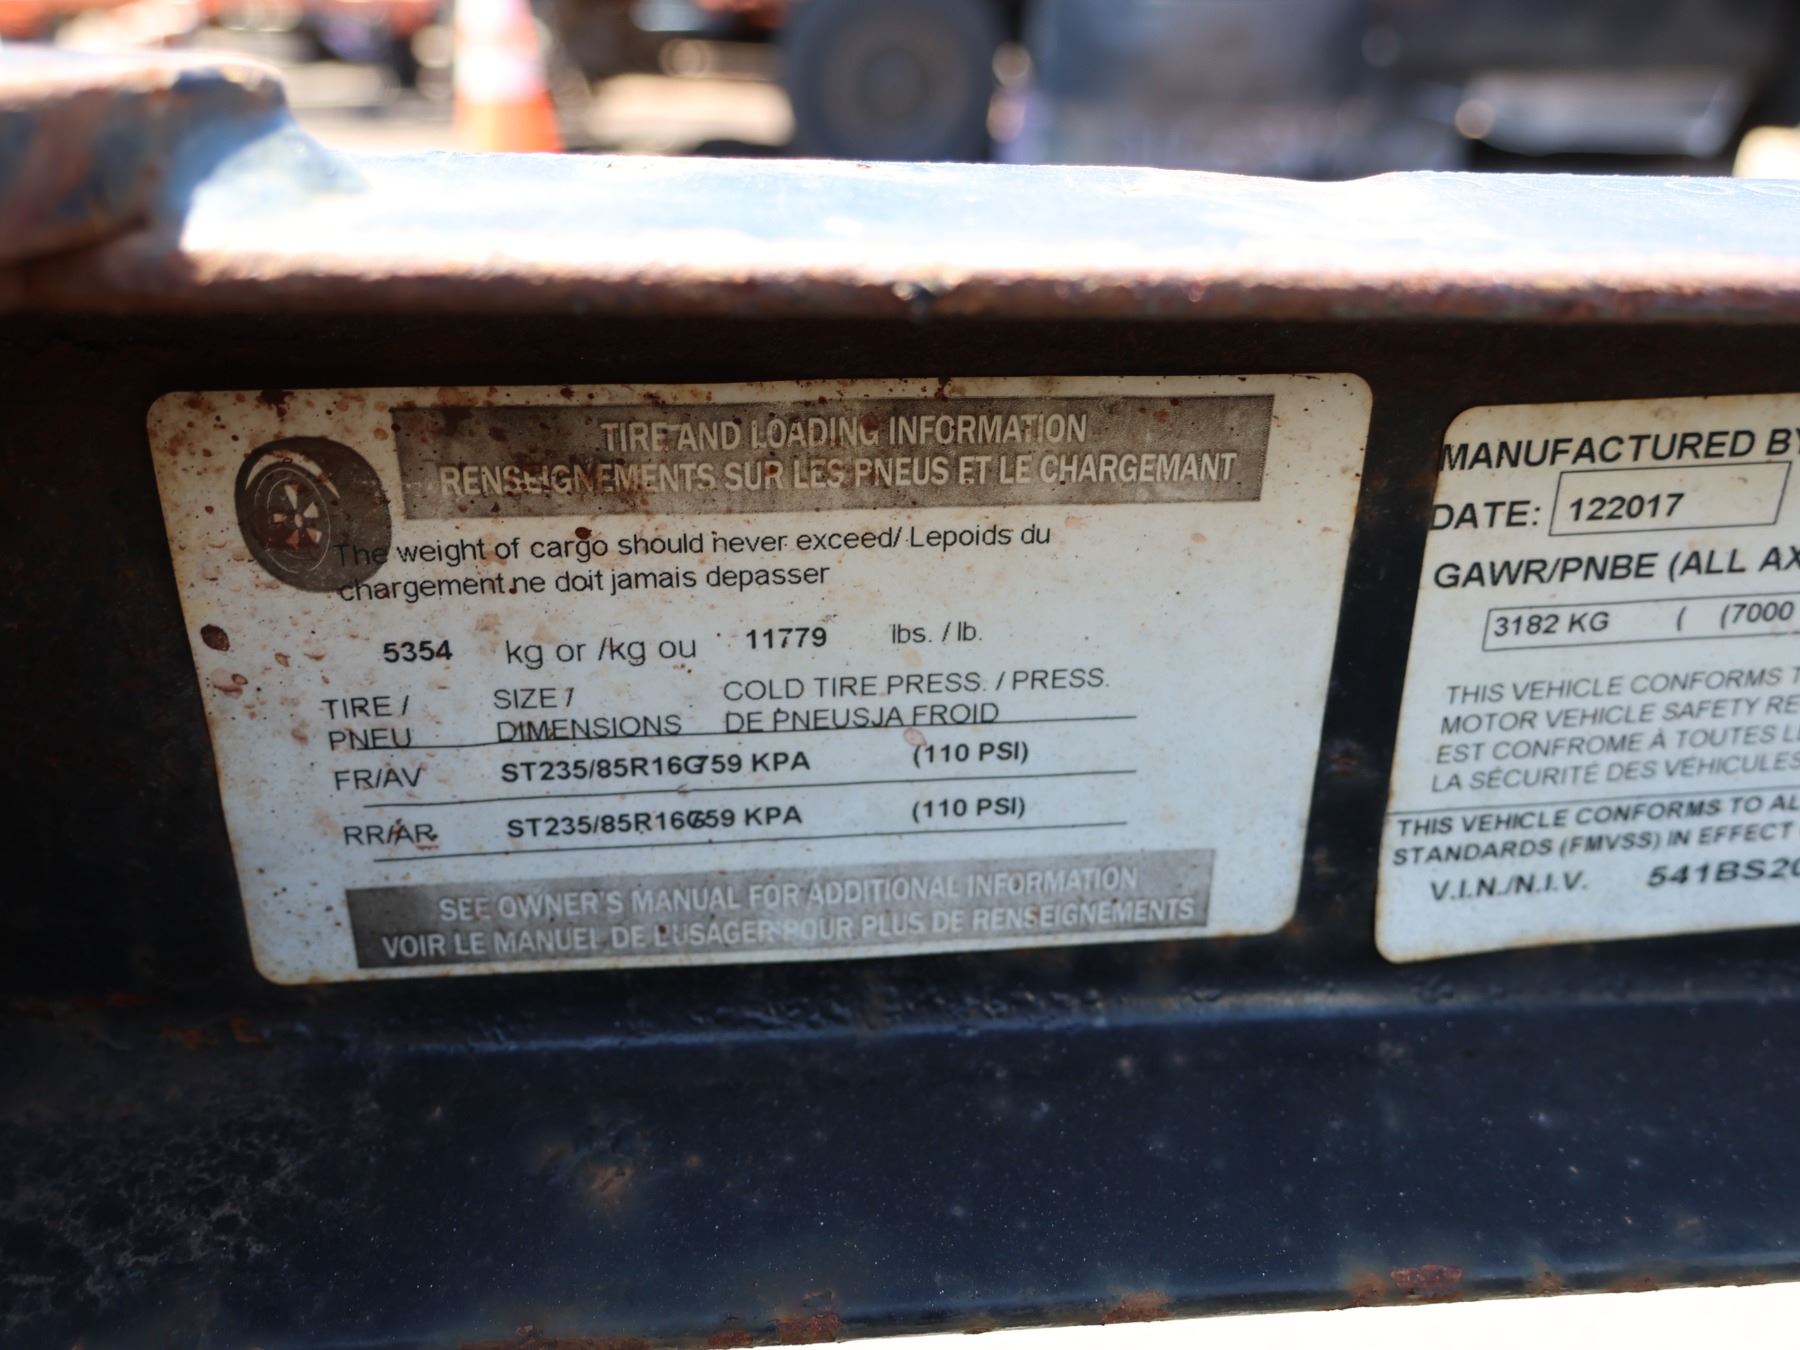 TIRE AND LOADING INFORMATION
RENSEIGNEMENTS SUR LES PNEUS ET LE CHARGEMANT
The weight of cargo should never exceed/ Lepoids du
chargement ne doit jamais depasser
5354 kg or /kg ou 11779 lbs. / lb.
TIRE / SIZE / COLD TIRE PRESS. / PRESS.
PNEU DIMENSIONS DE PNEUSJA FROID
FR/AV ST235/85R16G 759 KPA (110 PSI)
RR/AR ST235/85R16G 759 KPA (110 PSI)
SEE OWNER'S MANUAL FOR ADDITIONAL INFORMATION
VOIR LE MANUEL DE L'USAGER POUR PLUS DE RENSEIGNEMENTS
MANUFACTURED BY
DATE: 122017
GAWR/PNBE (ALL AX
3182 KG ( (7000
THIS VEHICLE CONFORMS T
MOTOR VEHICLE SAFETY RE
EST CONFROME À TOUTES L
LA SÉCURITÉ DES VÉHICULES
THIS VEHICLE CONFORMS TO AL
STANDARDS (FMVSS) IN EFFECT
V.I.N./N.I.V. 541BS20